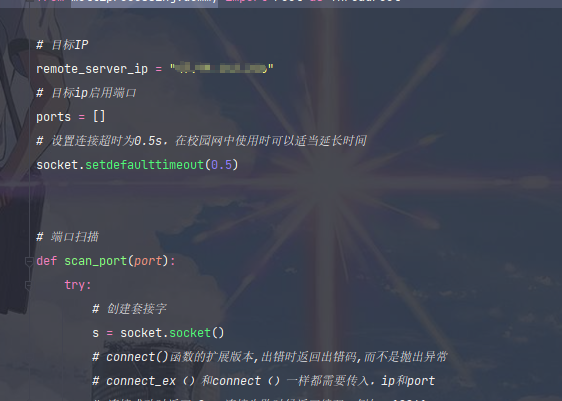 # 目标IP
remote_server_ip = "
# 目标ip启用端口
ports = []
# 设置连接超时为0.5s，在校园网中使用时可以适当延长时间
socket.setdefaulttimeout(0.5)
# 端口扫描
def scan_port(port):
try:
# 创建套接字
s = socket.socket()
# connect()函数的扩展版本,出错时返回出错码,而不是抛出异常
# connect_ex（）和connect（）一样都需要传入，ip和port